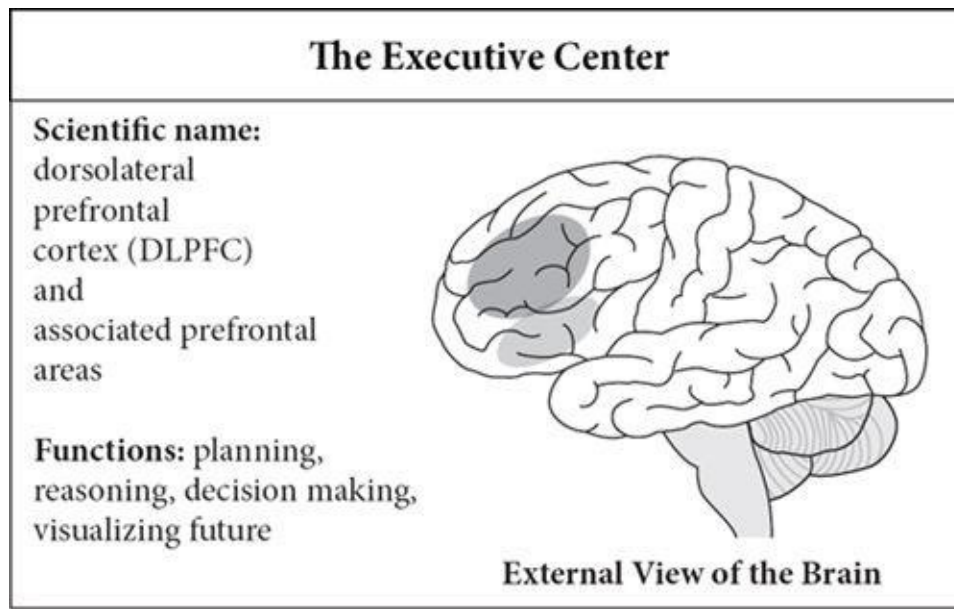 The Executive Center
Scientific name:
dorsolateral
prefrontal
cortex (DLPFC)
and
associated prefrontal
areas
Functions: planning,
reasoning, decision making,
visualizing future
External View of the Brain